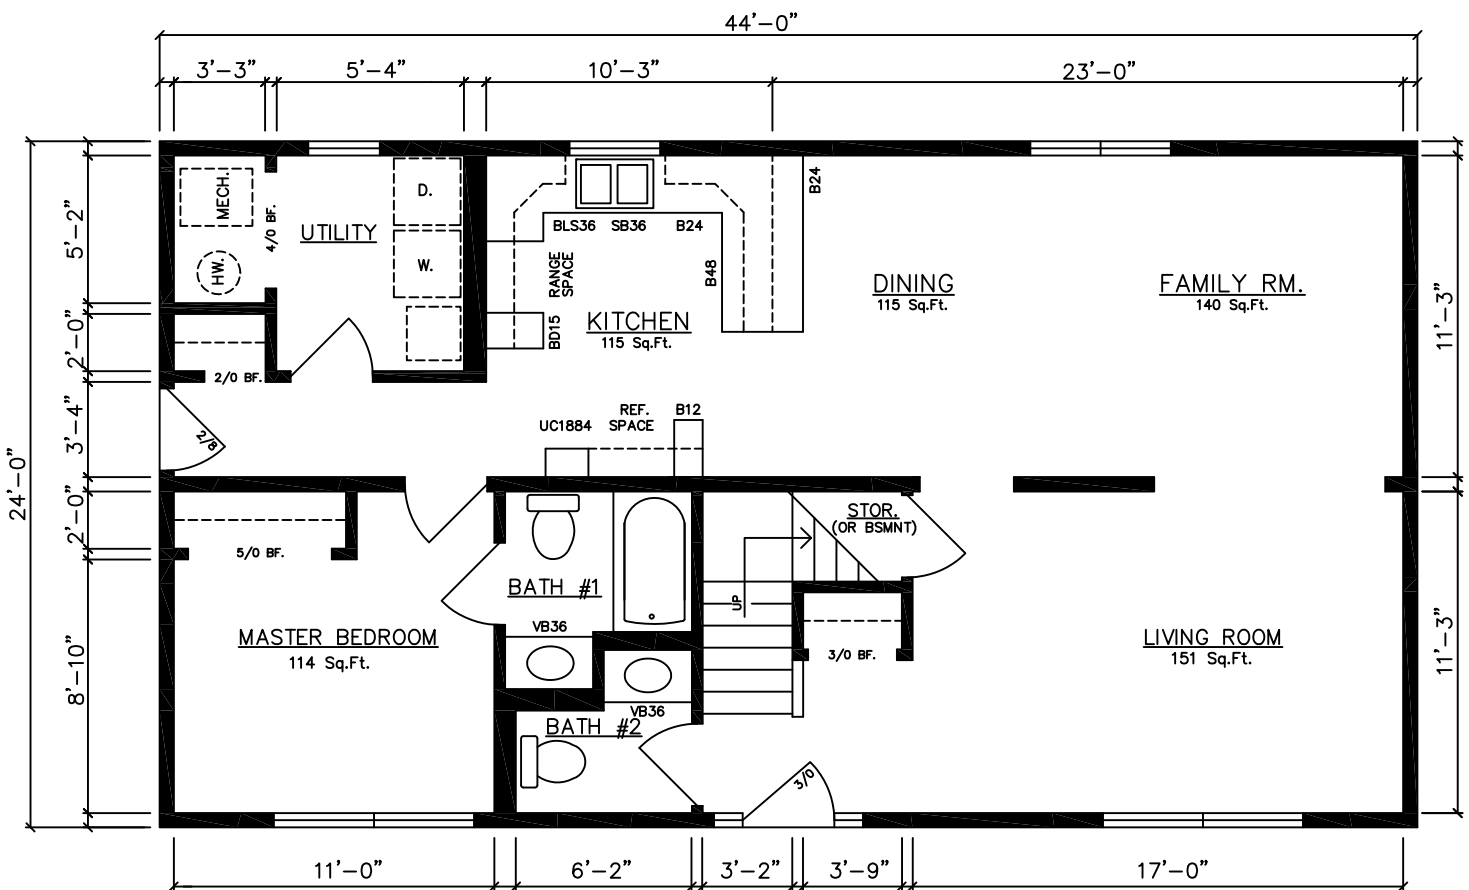 44'-0"
3'-3"
5'-4"
10'-3"
23'-0"
24'-0"
5'-2"
2'-0"
3'-4"
2'-0"
8'-10"
MECH.
HW.
4/0 BF.
UTILITY
D.
W.
2/0 BF.
2/8
BLS36
SB36
B24
B24
B48
RANGE
SPACE
BD15
KITCHEN
115 Sq.Ft.
UC1884
REF.
SPACE
B12
DINING
115 Sq.Ft.
FAMILY RM.
140 Sq.Ft.
11'-3"
5/0 BF.
MASTER BEDROOM
114 Sq.Ft.
BATH #1
VB36
VB36
BATH #2
UP
STOR.
(OR BSMNT)
3/0 BF.
3/0
LIVING ROOM
151 Sq.Ft.
11'-3"
11'-0"
6'-2"
3'-2"
3'-9"
17'-0"